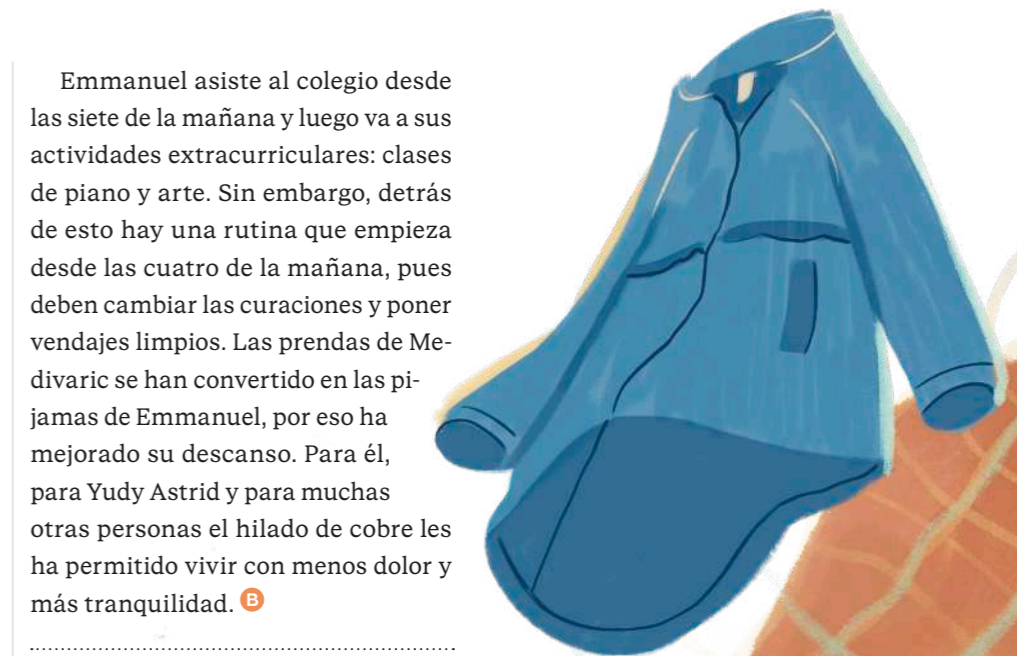 Emmanuel asiste al colegio desde
las siete de la mañana y luego va a sus
actividades extracurriculares: clases
de piano y arte. Sin embargo, detrás
de esto hay una rutina que empieza
desde las cuatro de la mañana, pues
deben cambiar las curaciones y poner
vendajes limpios. Las prendas de Me-
divaric se han convertido en las pi-
jamas de Emmanuel, por eso ha
mejorado su descanso. Para él,
para Yudy Astrid y para muchas
otras personas el hilado de cobre les
ha permitido vivir con menos dolor y
más tranquilidad. B